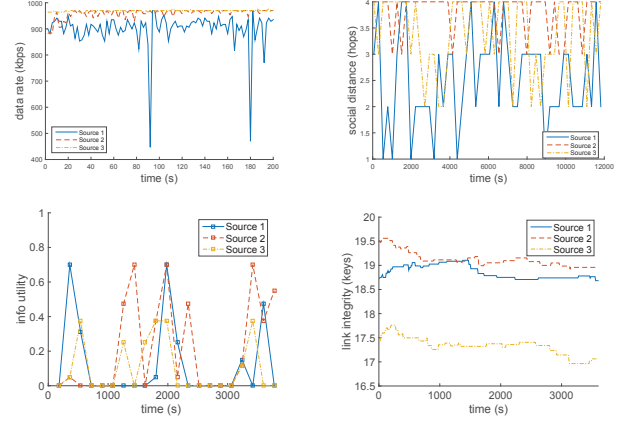 1000
900
800
700
600
500
400
data rate (kbps)
Source 1
Source 2
Source 3
0 20 40 60 80 100 120 140 160 180 200
time (s)
4
3.5
3
2.5
2
1.5
1
social distance (hops)
Source 1
Source 2
Source 3
0 2000 4000 6000 8000 10000 12000
time (s)
1
0.8
0.6
0.4
0.2
0
info utility
Source 1
Source 2
Source 3
0 1000 2000 3000
time (s)
20
19.5
19
18.5
18
17.5
17
16.5
link integrity (keys)
Source 1
Source 2
Source 3
0 1000 2000 3000
time (s)